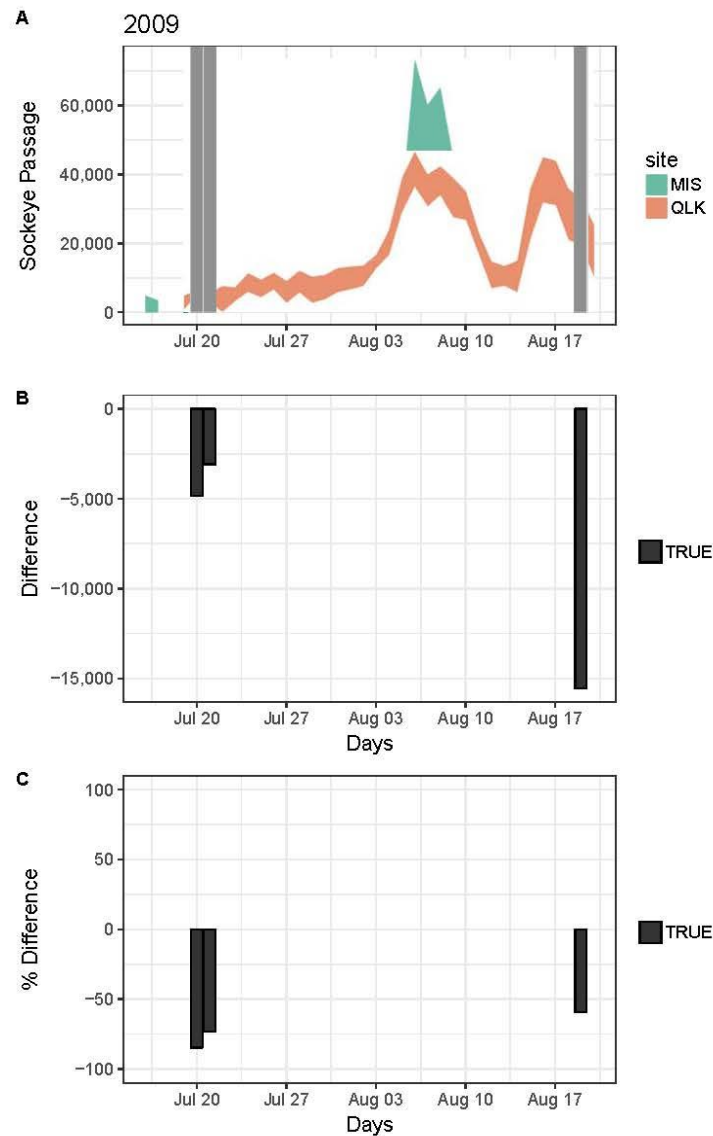 A
2009
Sockeye Passage
60,000
40,000
20,000
0
Jul 20 Jul 27 Aug 03 Aug 10 Aug 17
site
MIS
QLK
B
Difference
0
−5,000
−10,000
−15,000
Jul 20 Jul 27 Aug 03 Aug 10 Aug 17
Days
TRUE
C
% Difference
100
50
0
−50
−100
Jul 20 Jul 27 Aug 03 Aug 10 Aug 17
Days
TRUE